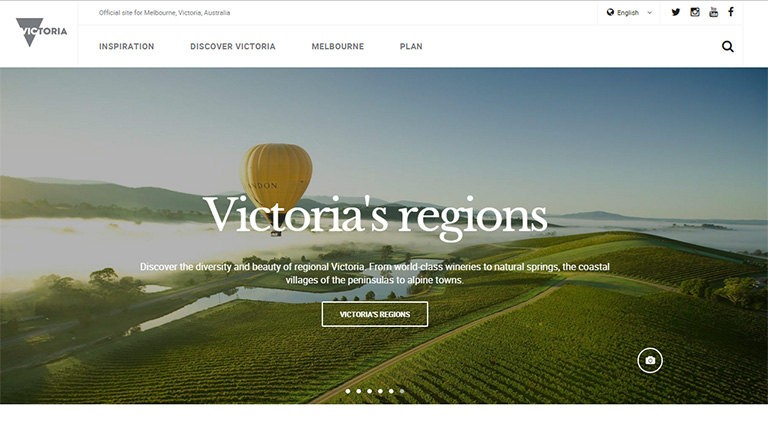 Official site for Melbourne, Victoria, Australia
English
VICTORIA
INSPIRATION
DISCOVER VICTORIA
MELBOURNE
PLAN
Victoria's regions
Discover the diversity and beauty of regional Victoria. From world-class wineries to natural springs, the coastal
villages of the peninsulas to alpine towns.
VICTORIA'S REGIONS